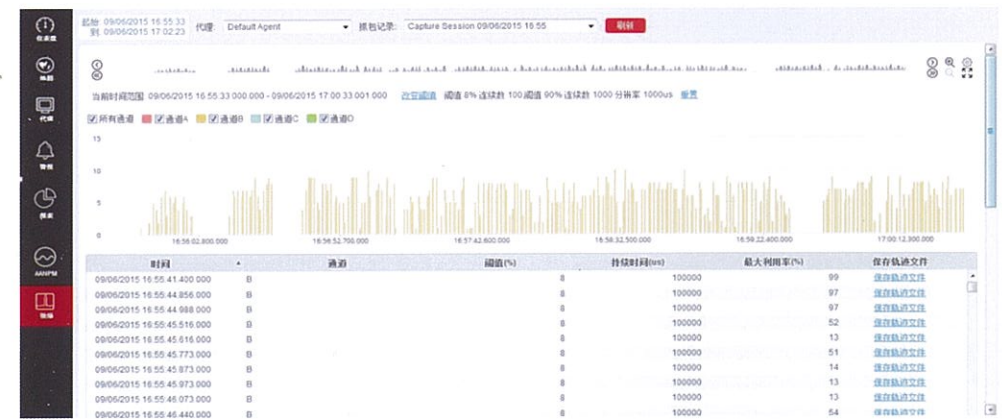 起始 09/06/2015 16:55:33
到 09/06/2015 17:02:23
代理: Default Agent
抓包记录: Capture Session 09/06/2015 16:55
刷新
仪表盘
地图
代理
警报
报表
AANPM
当前时间范围 09/06/2015 16:55:33.000.000 - 09/06/2015 17:00:33.001.000 改变阈值 阈值 8% 连续数 100,阈值 90% 连续数 1000 分辨率 1000us 重置
所有通道 通道A 通道B 通道C 通道D
15
10
5
0
16:56:02.800.000 16:56:52.700.000 16:57:42.600.000 16:58:32.500.000 16:59:22.400.000 17:00:12.300.000
时间 通道 阈值(%) 持续时间(us) 最大利用率(%) 保存轨迹文件
09/06/2015 16:55:41.400.000 B 8 100000 99 保存轨迹文件
09/06/2015 16:55:44.856.000 B 8 100000 97 保存轨迹文件
09/06/2015 16:55:44.988.000 B 8 100000 97 保存轨迹文件
09/06/2015 16:55:45.516.000 B 8 100000 52 保存轨迹文件
09/06/2015 16:55:45.616.000 B 8 100000 13 保存轨迹文件
09/06/2015 16:55:45.773.000 B 8 100000 51 保存轨迹文件
09/06/2015 16:55:45.873.000 B 8 100000 14 保存轨迹文件
09/06/2015 16:55:45.973.000 B 8 100000 13 保存轨迹文件
09/06/2015 16:55:46.073.000 B 8 100000 13 保存轨迹文件
09/06/2015 16:55:46.440.000 B 8 100000 54 保存轨迹文件